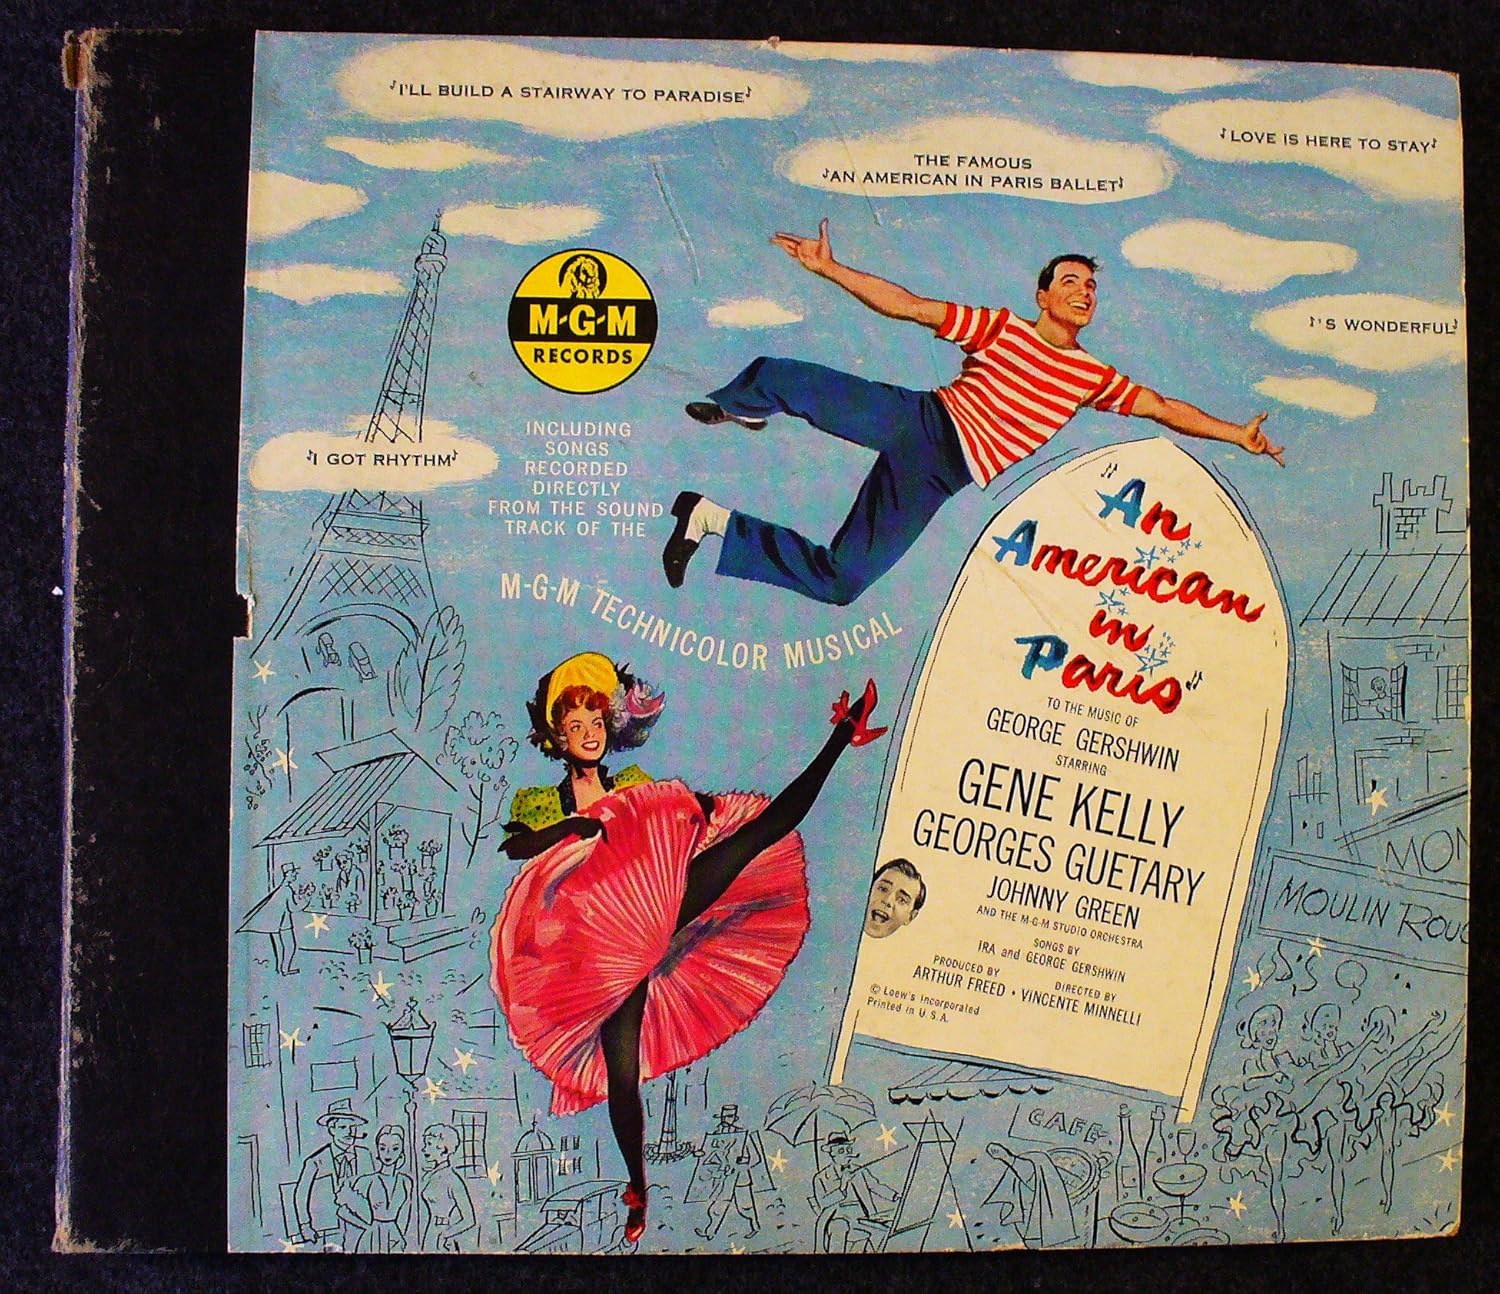 "I'LL BUILD A STAIRWAY TO PARADISE"
THE FAMOUS
"AN AMERICAN IN PARIS BALLET"
"LOVE IS HERE TO STAY"
"'S WONDERFUL"
"I GOT RHYTHM"
M-G-M
RECORDS
INCLUDING
SONGS
RECORDED
DIRECTLY
FROM THE SOUND
TRACK OF THE
M-G-M TECHNICOLOR MUSICAL
"An
American
in
Paris"
TO THE MUSIC OF
GEORGE GERSHWIN
STARRING
GENE KELLY
GEORGES GUETARY
JOHNNY GREEN
AND THE M-G-M STUDIO ORCHESTRA
SONGS BY
IRA and GEORGE GERSHWIN
PRODUCED BY
ARTHUR FREED •
DIRECTED BY
VINCENTE MINNELLI
© Loew's Incorporated
Printed in U.S.A.
MON
MOULIN ROUG
CAFE